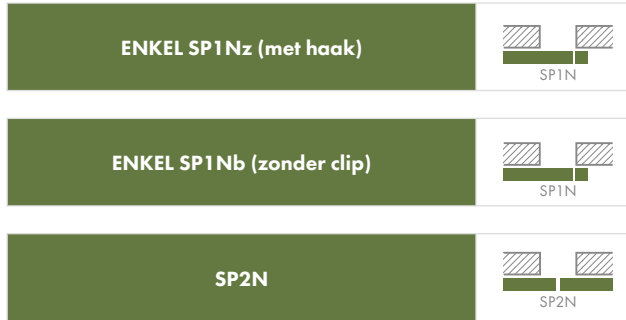 ENKEL SP1Nz (met haak)
SP1N
ENKEL SP1Nb (zonder clip)
SP1N
SP2N
SP2N